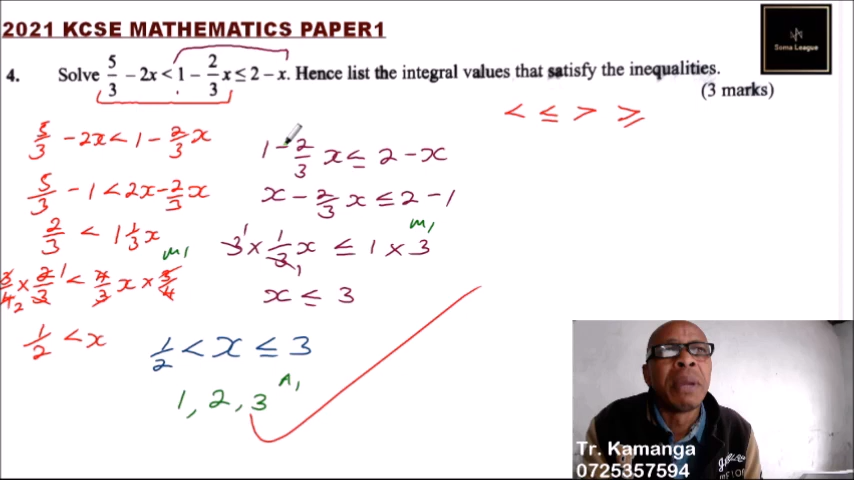 2021 KCSE MATHEMATICS PAPER1
Soma League
4. Solve 5/3 - 2x < 1 - 2/3 x ≤ 2 - x. Hence list the integral values that satisfy the inequalities.
(3 marks)
< ≤ > ≥
5/3 - 2x < 1 - 2/3 x
5/3 - 1 < 2x - 2/3 x
2/3 < 1 1/3 x
M1
3/4 × 2/3 < 4/3 x × 3/4
1/2 < x
1 - 2/3 x ≤ 2 - x
x - 2/3 x ≤ 2 - 1
M1
3 × 1/3 x ≤ 1 × 3
x ≤ 3
1/2 < x ≤ 3
1, 2, 3 A1
Tr. Kamanga
0725357594